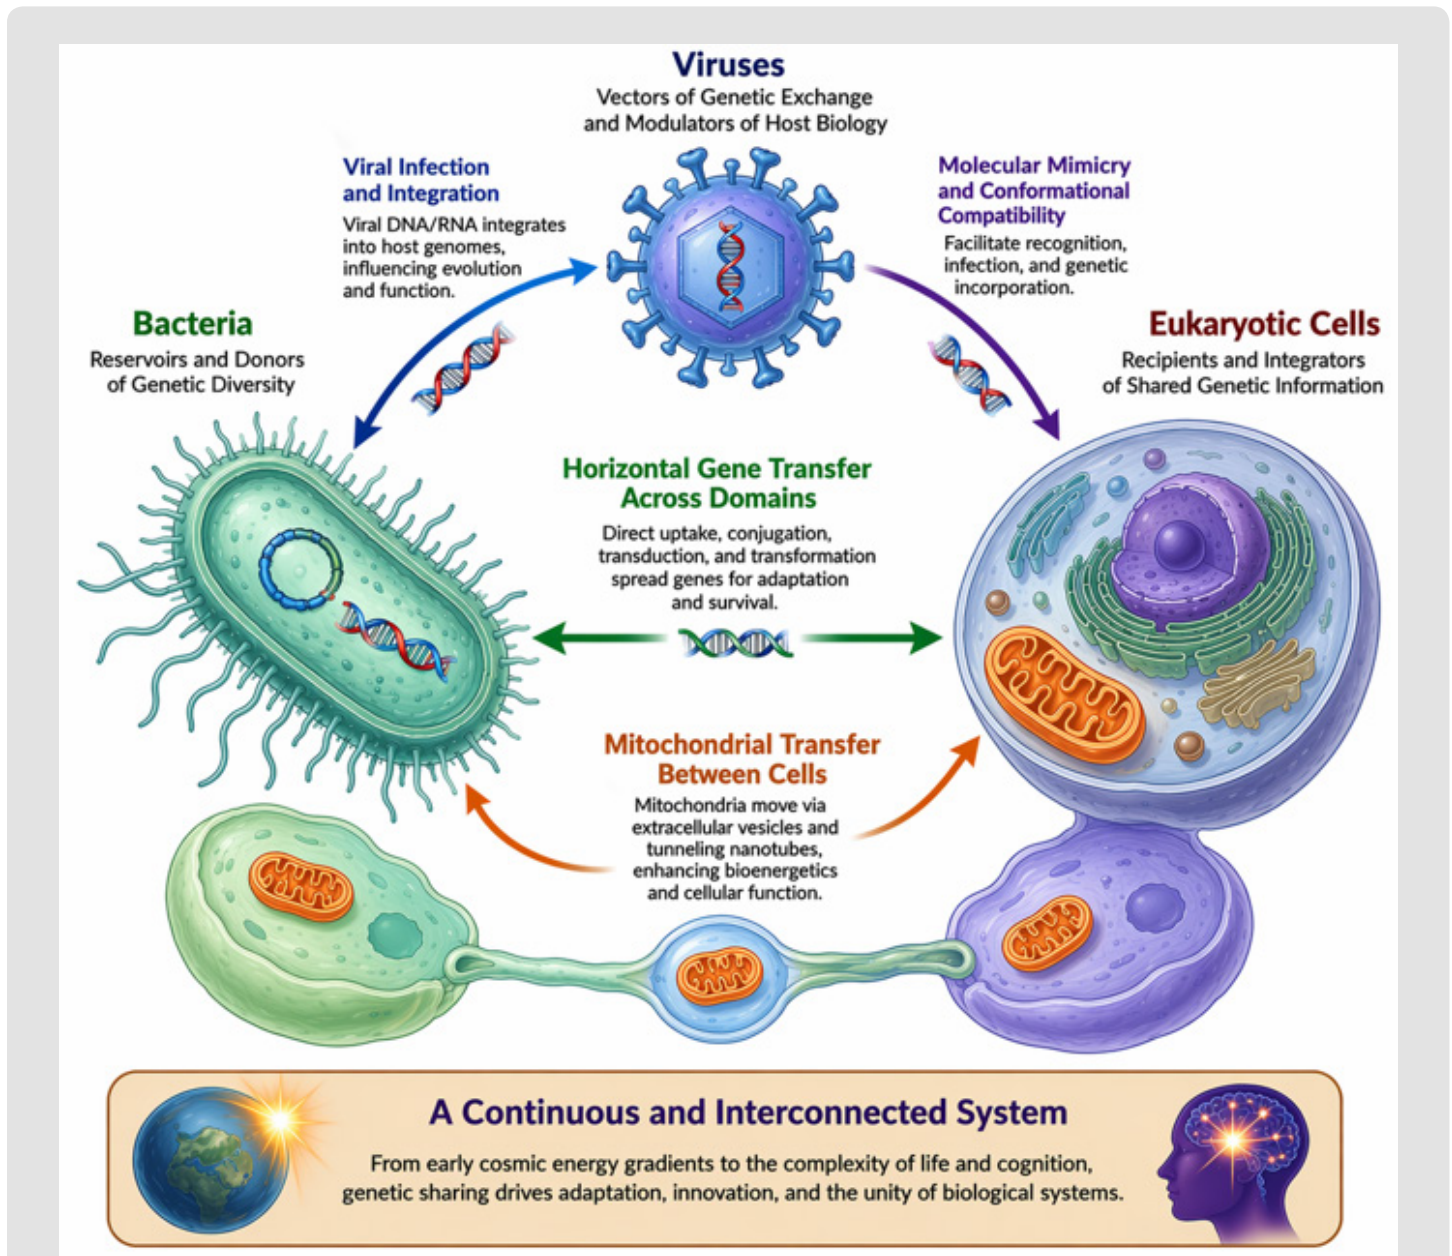 Viruses
Vectors of Genetic Exchange
and Modulators of Host Biology
Viral Infection
and Integration
Viral DNA/RNA integrates
into host genomes,
influencing evolution
and function.
Molecular Mimicry
and Conformational
Compatibility
Facilitate recognition,
infection, and genetic
incorporation.
Bacteria
Reservoirs and Donors
of Genetic Diversity
Eukaryotic Cells
Recipients and Integrators
of Shared Genetic Information
Horizontal Gene Transfer
Across Domains
Direct uptake, conjugation,
transduction, and transformation
spread genes for adaptation
and survival.
Mitochondrial Transfer
Between Cells
Mitochondria move via
extracellular vesicles and
tunneling nanotubes,
enhancing bioenergetics
and cellular function.
A Continuous and Interconnected System
From early cosmic energy gradients to the complexity of life and cognition,
genetic sharing drives adaptation, innovation, and the unity of biological systems.